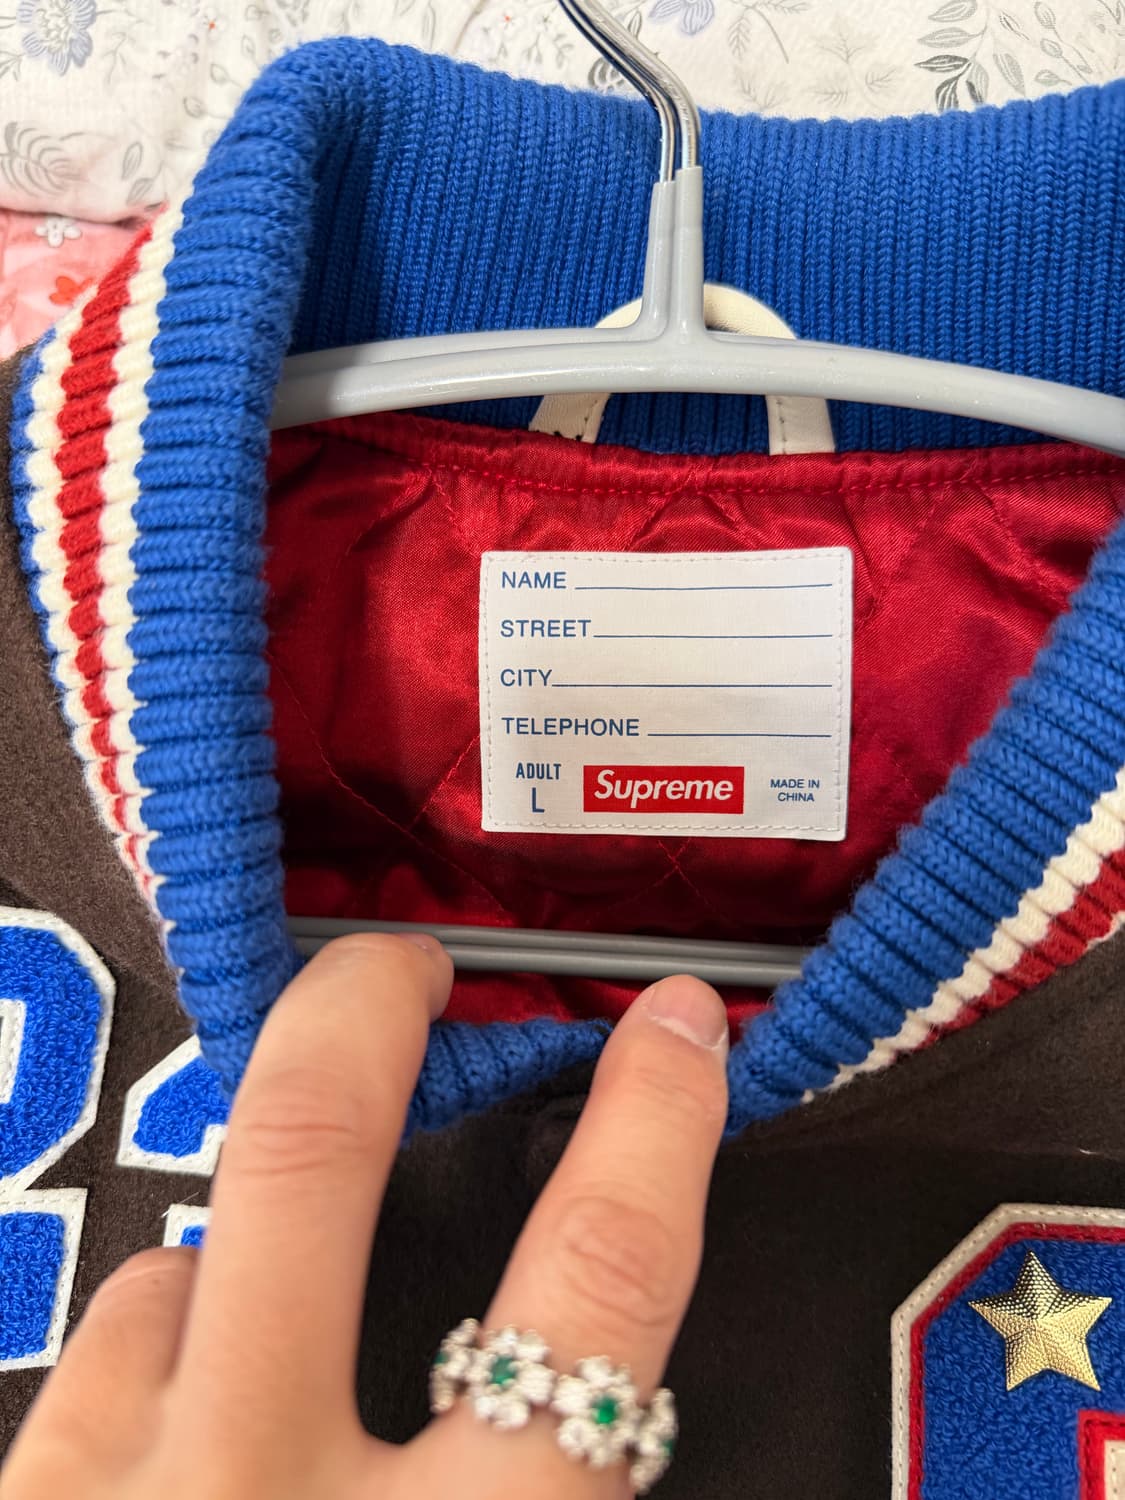 NAME
STREET
CITY
TELEPHONE
ADULT
L
Supreme
MADE IN
CHINA